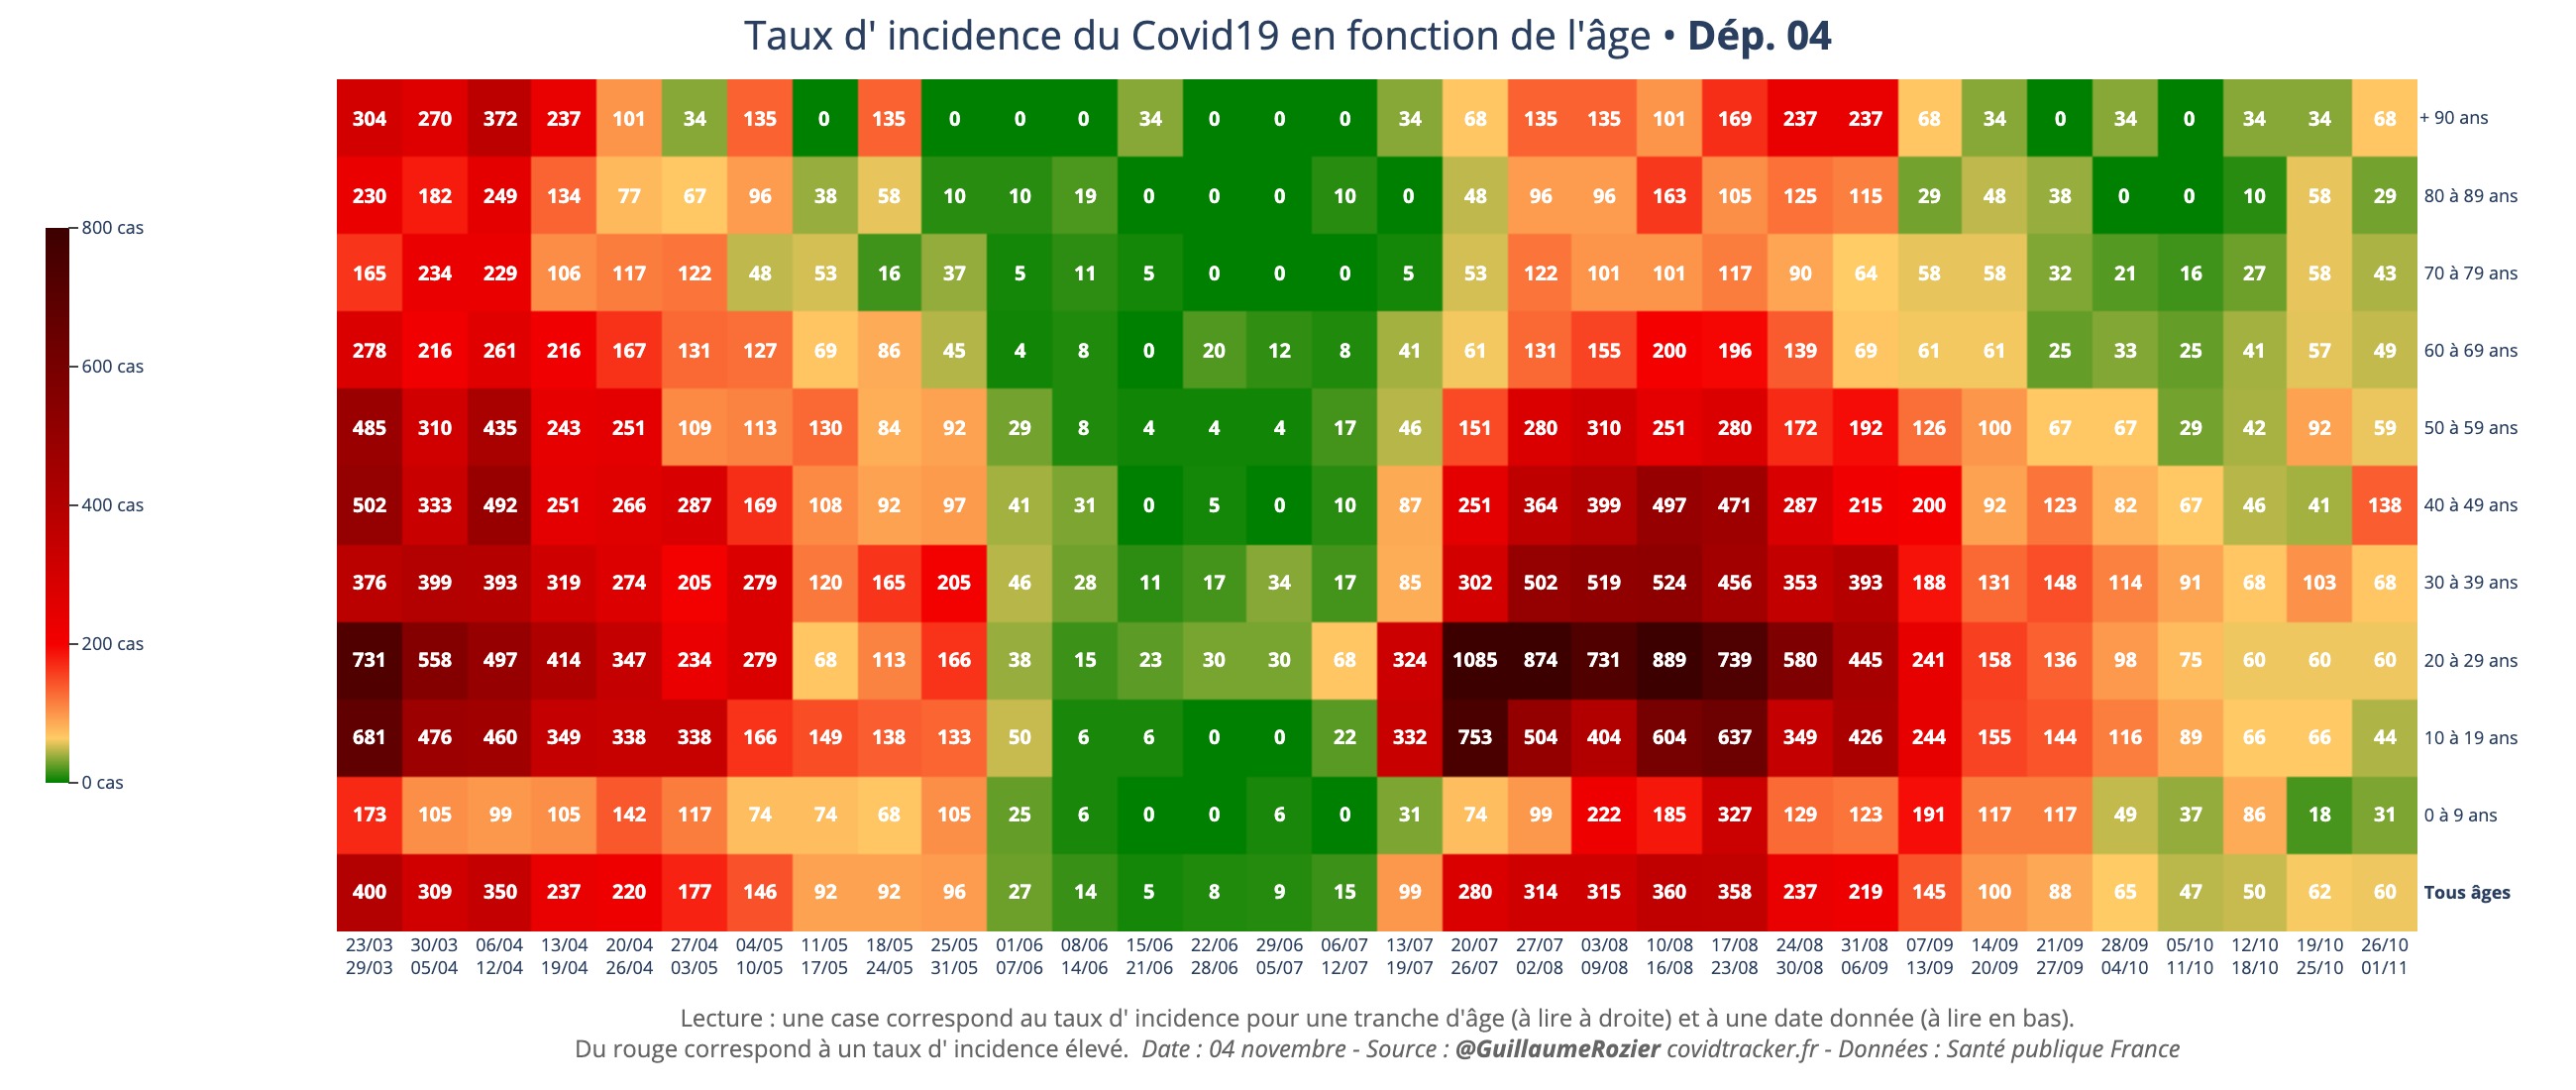 Taux d' incidence du Covid19 en fonction de l'âge • Dép. 04
800 cas
600 cas
400 cas
200 cas
0 cas
304 270 372 237 101 34 135 0 135 0 0 0 34 0 0 0 34 68 135 135 101 169 237 237 68 34 0 34 0 34 34 68 + 90 ans
230 182 249 134 77 67 96 38 58 10 10 19 0 0 0 10 0 48 96 96 163 105 125 115 29 48 38 0 0 10 58 29 80 à 89 ans
165 234 229 106 117 122 48 53 16 37 5 11 5 0 0 0 5 53 122 101 101 117 90 64 58 58 32 21 16 27 58 43 70 à 79 ans
278 216 261 216 167 131 127 69 86 45 4 8 0 20 12 8 41 61 131 155 200 196 139 69 61 61 25 33 25 41 57 49 60 à 69 ans
485 310 435 243 251 109 113 130 84 92 29 8 4 4 4 17 46 151 280 310 251 280 172 192 126 100 67 67 29 42 92 59 50 à 59 ans
502 333 492 251 266 287 169 108 92 97 41 31 0 5 0 10 87 251 364 399 497 471 287 215 200 92 123 82 67 46 41 138 40 à 49 ans
376 399 393 319 274 205 279 120 165 205 46 28 11 17 34 17 85 302 502 519 524 456 353 393 188 131 148 114 91 68 103 68 30 à 39 ans
731 558 497 414 347 234 279 68 113 166 38 15 23 30 30 68 324 1085 874 731 889 739 580 445 241 158 136 98 75 60 60 60 20 à 29 ans
681 476 460 349 338 338 166 149 138 133 50 6 6 0 0 22 332 753 504 404 604 637 349 426 244 155 144 116 89 66 66 44 10 à 19 ans
173 105 99 105 142 117 74 74 68 105 25 6 0 0 6 0 31 74 99 222 185 327 129 123 191 117 117 49 37 86 18 31 0 à 9 ans
400 309 350 237 220 177 146 92 92 96 27 14 5 8 9 15 99 280 314 315 360 358 237 219 145 100 88 65 47 50 62 60 Tous âges
23/03 30/03 06/04 13/04 20/04 27/04 04/05 11/05 18/05 25/05 01/06 08/06 15/06 22/06 29/06 06/07 13/07 20/07 27/07 03/08 10/08 17/08 24/08 31/08 07/09 14/09 21/09 28/09 05/10 12/10 19/10 26/10
29/03 05/04 12/04 19/04 26/04 03/05 10/05 17/05 24/05 31/05 07/06 14/06 21/06 28/06 05/07 12/07 19/07 26/07 02/08 09/08 16/08 23/08 30/08 06/09 13/09 20/09 27/09 04/10 11/10 18/10 25/10 01/11
Lecture : une case correspond au taux d' incidence pour une tranche d'âge (à lire à droite) et à une date donnée (à lire en bas).
Du rouge correspond à un taux d' incidence élevé. Date : 04 novembre - Source : @GuillaumeRozier covidtracker.fr - Données : Santé publique France